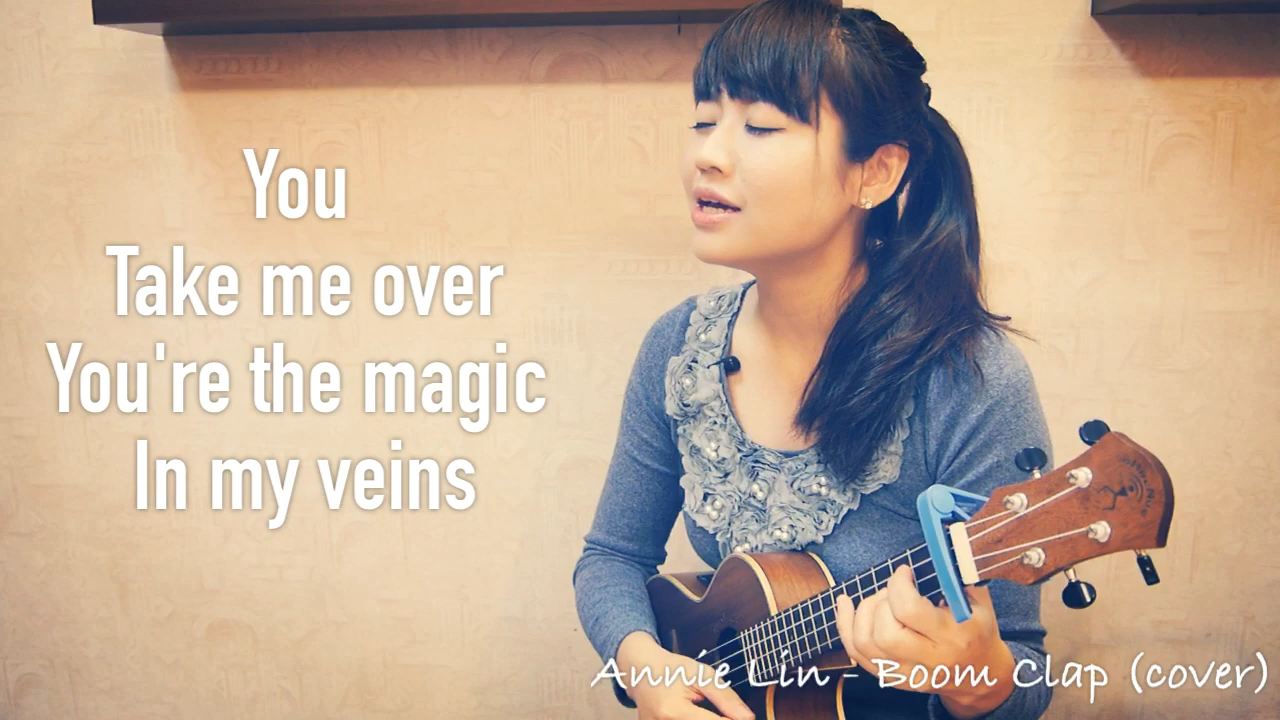 You
Take me over
You're the magic
In my veins
Annie Lin - Boom Clap (cover)